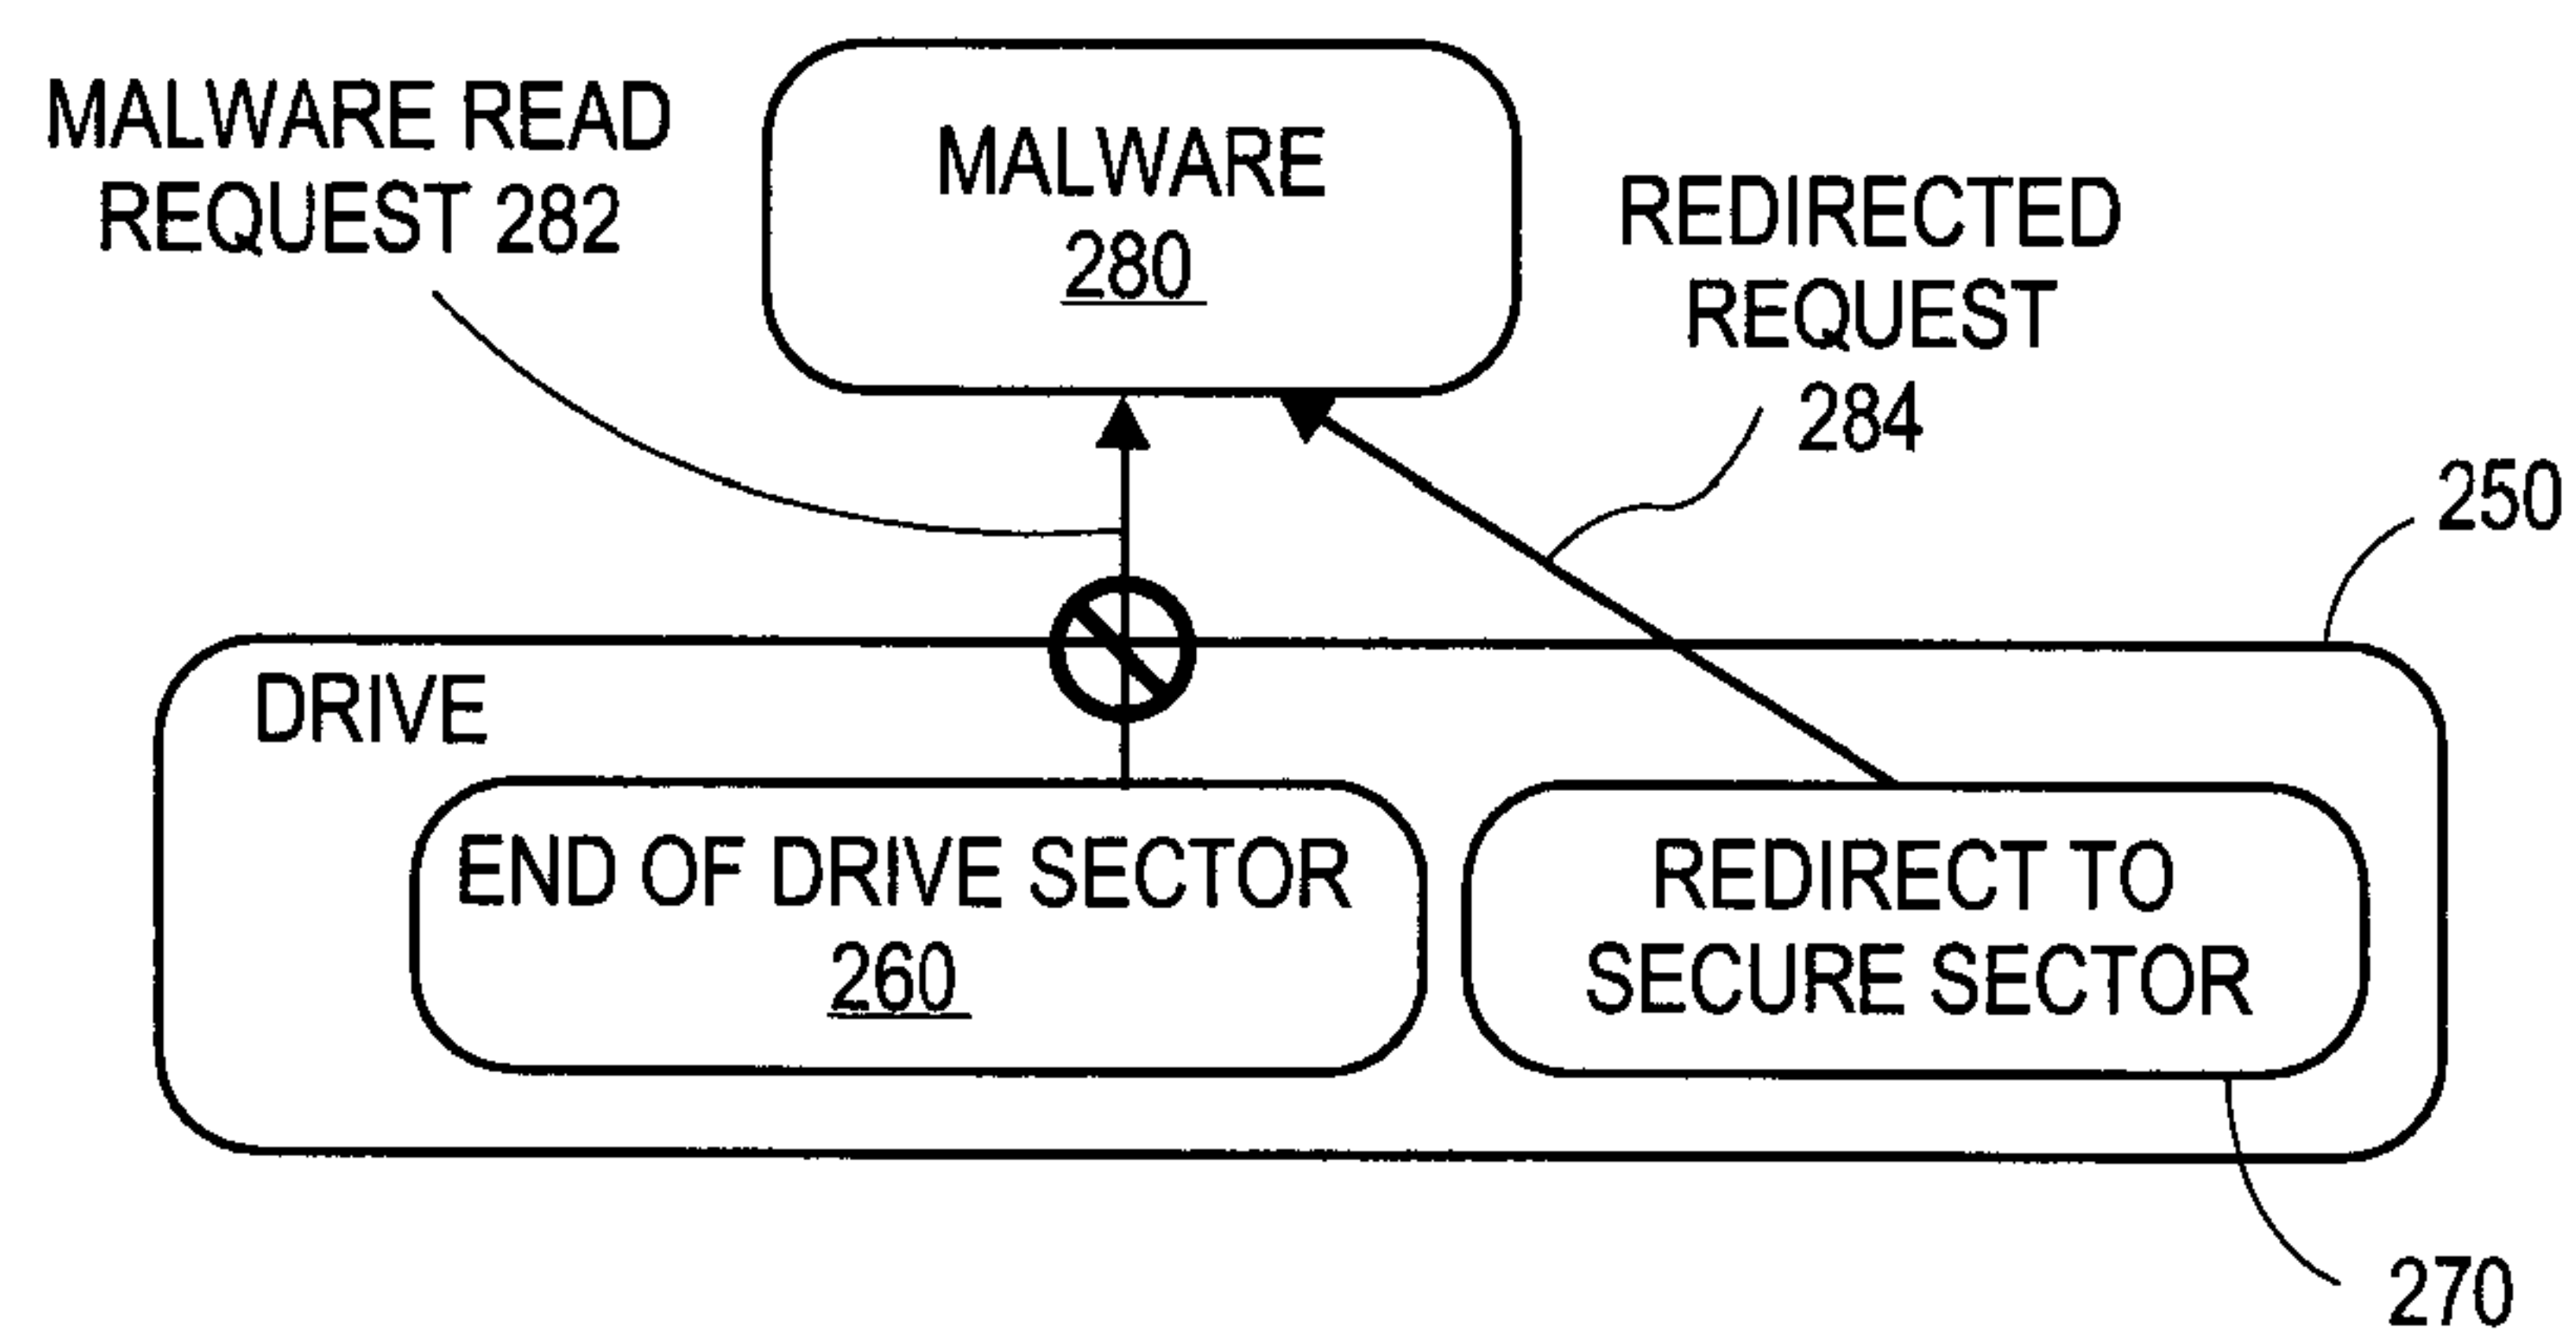 MALWARE READ
REQUEST 282
MALWARE
280
REDIRECTED
REQUEST
284
250
DRIVE
END OF DRIVE SECTOR
260
REDIRECT TO
SECURE SECTOR
270